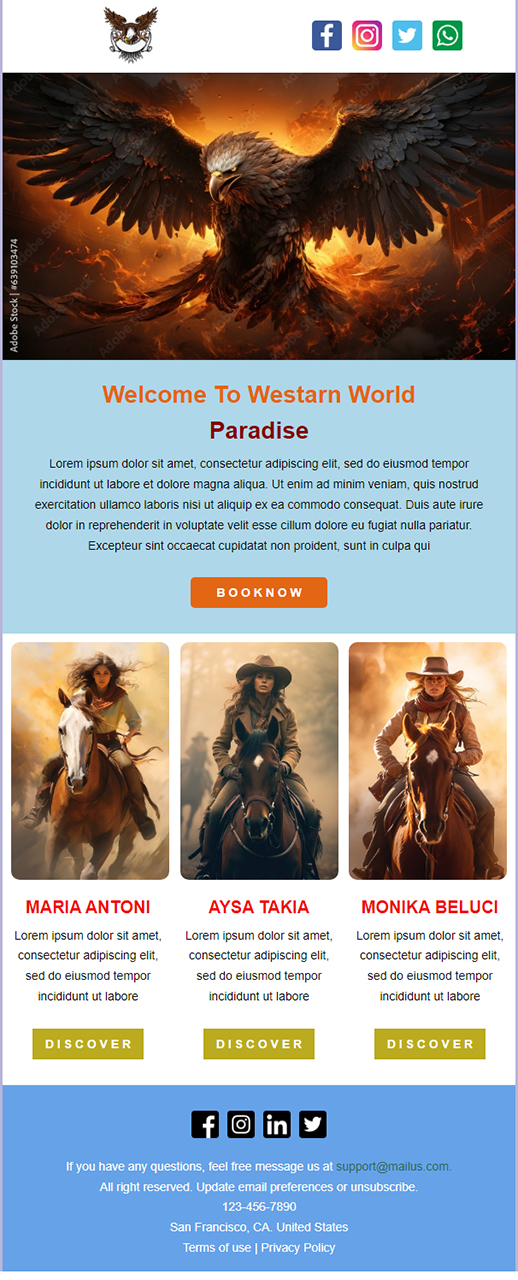 Adobe Stock | #639103474
Welcome To Westarn World
Paradise
Lorem ipsum dolor sit amet, consectetur adipiscing elit, sed do eiusmod tempor
incididunt ut labore et dolore magna aliqua. Ut enim ad minim veniam, quis nostrud
exercitation ullamco laboris nisi ut aliquip ex ea commodo consequat. Duis aute irure
dolor in reprehenderit in voluptate velit esse cillum dolore eu fugiat nulla pariatur.
Excepteur sint occaecat cupidatat non proident, sunt in culpa qui
BOOKNOW
MARIA ANTONI
Lorem ipsum dolor sit amet,
consectetur adipiscing elit,
sed do eiusmod tempor
incididunt ut labore
DISCOVER
AYSA TAKIA
Lorem ipsum dolor sit amet,
consectetur adipiscing elit,
sed do eiusmod tempor
incididunt ut labore
DISCOVER
MONIKA BELUCI
Lorem ipsum dolor sit amet,
consectetur adipiscing elit,
sed do eiusmod tempor
incididunt ut labore
DISCOVER
If you have any questions, feel free message us at support@mailus.com.
All right reserved. Update email preferences or unsubscribe.
123-456-7890
San Francisco, CA. United States
Terms of use | Privacy Policy